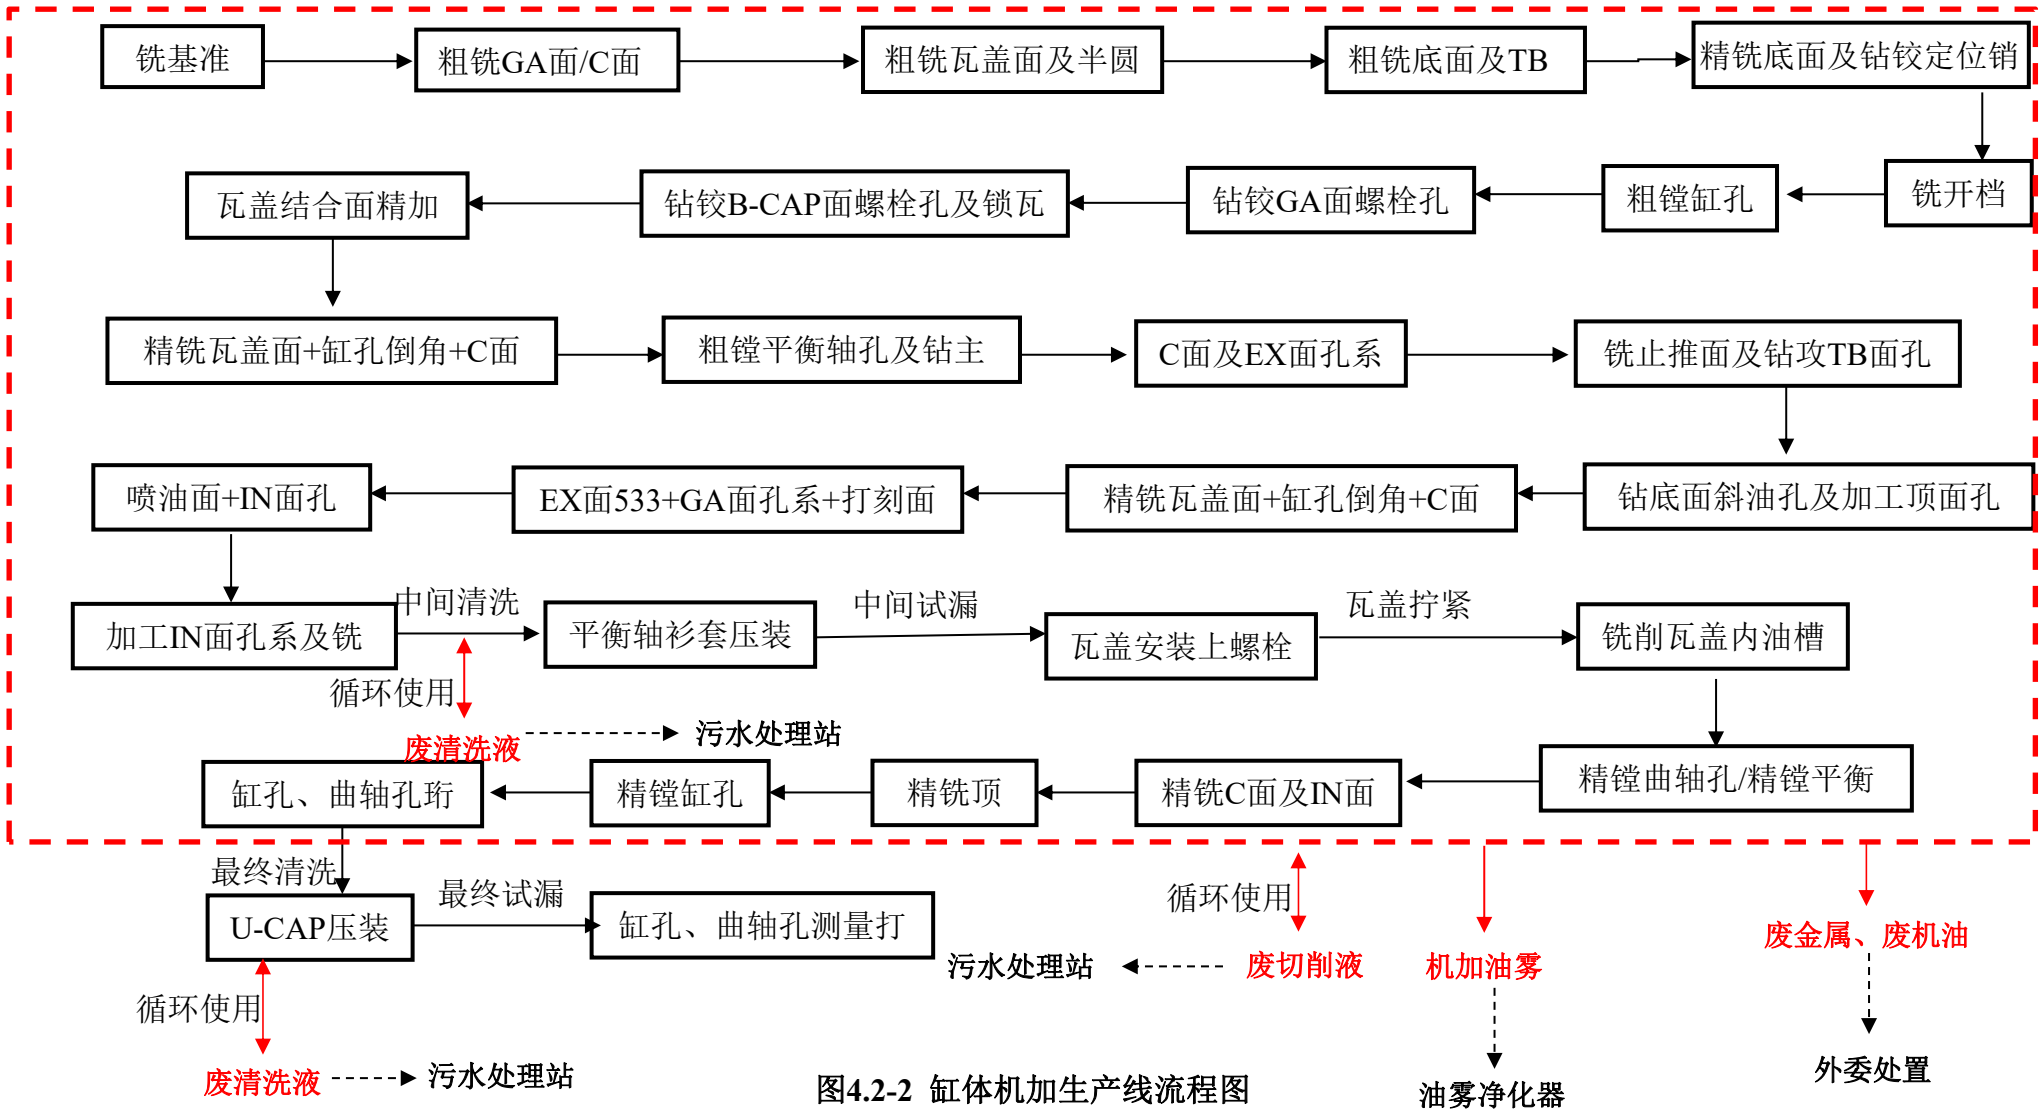 铣基准
粗铣GA面/C面
粗铣瓦盖面及半圆
粗铣底面及TB
精铣底面及钻铰定位销
瓦盖结合面精加
钻铰B-CAP面螺栓孔及锁瓦
钻铰GA面螺栓孔
粗镗缸孔
铣开档
精铣瓦盖面+缸孔倒角+C面
粗镗平衡轴孔及钻主
C面及EX面孔系
铣止推面及钻攻TB面孔
喷油面+IN面孔
EX面533+GA面孔系+打刻面
精铣瓦盖面+缸孔倒角+C面
钻底面斜油孔及加工顶面孔
加工IN面孔系及铣
中间清洗
平衡轴衫套压装
中间试漏
瓦盖安装上螺栓
瓦盖拧紧
铣削瓦盖内油槽
循环使用
废清洗液
污水处理站
缸孔、曲轴孔珩
精镗缸孔
精铣顶
精铣C面及IN面
精镗曲轴孔/精镗平衡
最终清洗
U-CAP压装
最终试漏
缸孔、曲轴孔测量打
循环使用
污水处理站
废切削液
机加油雾
废金属、废机油
循环使用
废清洗液
污水处理站
油雾净化器
外委处置
图4.2-2 缸体机加生产线流程图